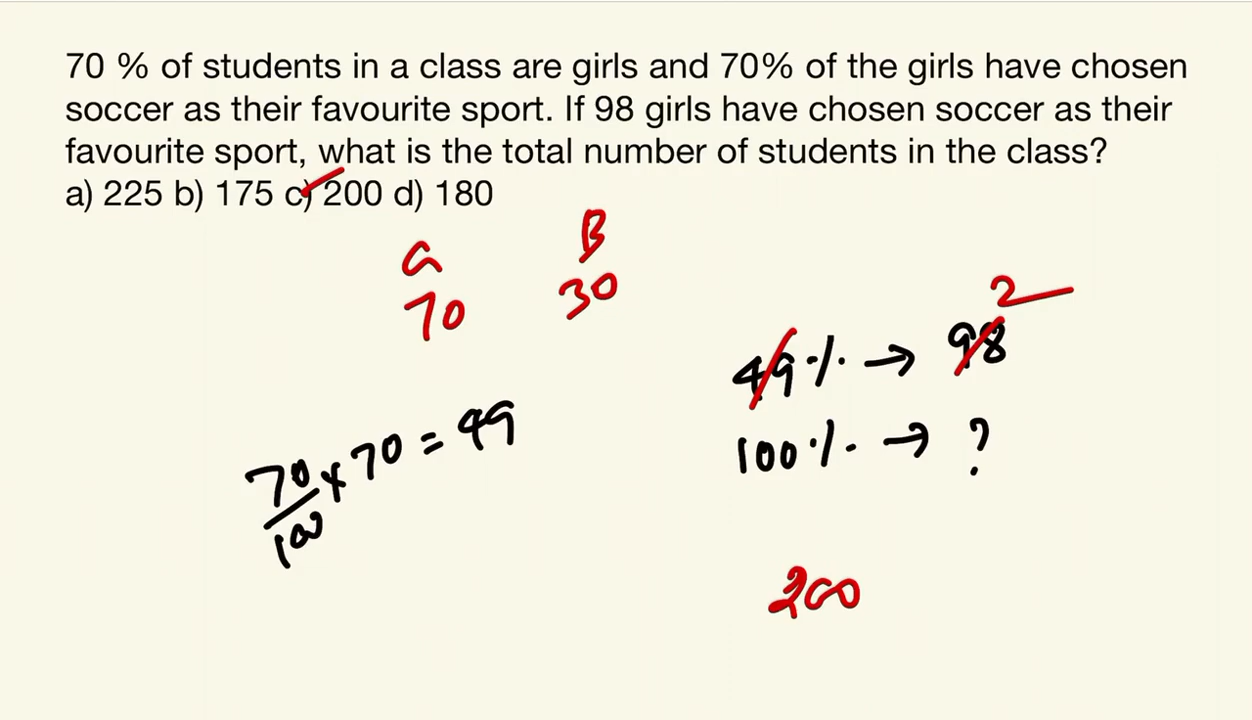 70 % of students in a class are girls and 70% of the girls have chosen
soccer as their favourite sport. If 98 girls have chosen soccer as their
favourite sport, what is the total number of students in the class?
a) 225 b) 175 c) 200 d) 180
G B
70 30
2
49% → 98
100% → ?
70/100 × 70 = 49
200